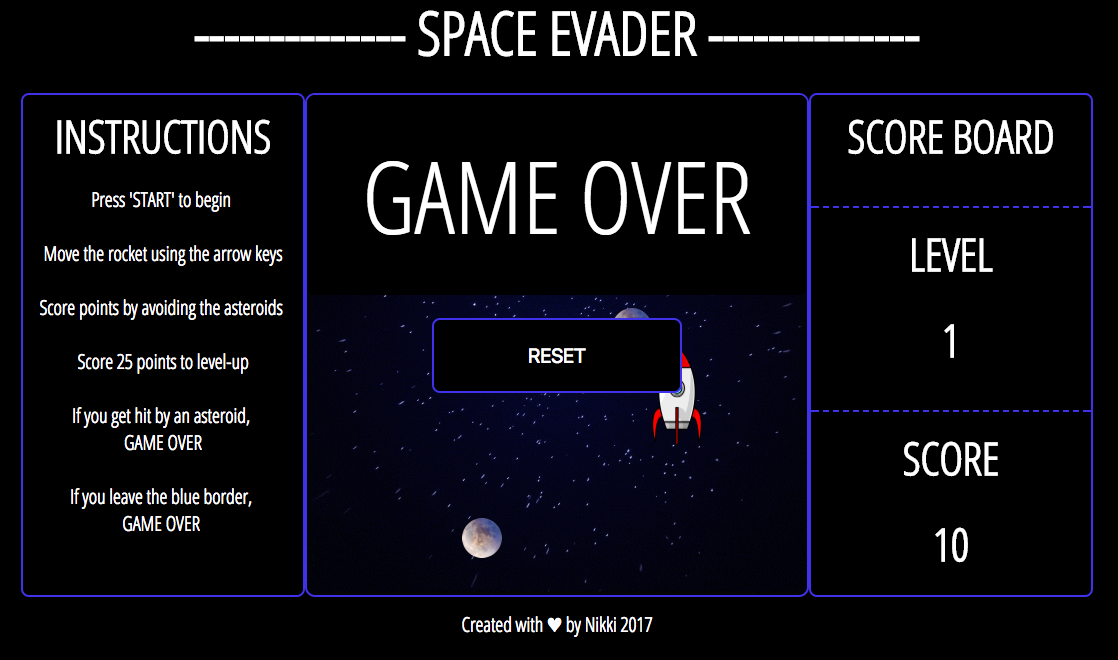 -------------- SPACE EVADER --------------
INSTRUCTIONS
Press 'START' to begin
Move the rocket using the arrow keys
Score points by avoiding the asteroids
Score 25 points to level-up
If you get hit by an asteroid,
GAME OVER
If you leave the blue border,
GAME OVER
GAME OVER
RESET
SCORE BOARD
LEVEL
1
SCORE
10
Created with ♥ by Nikki 2017